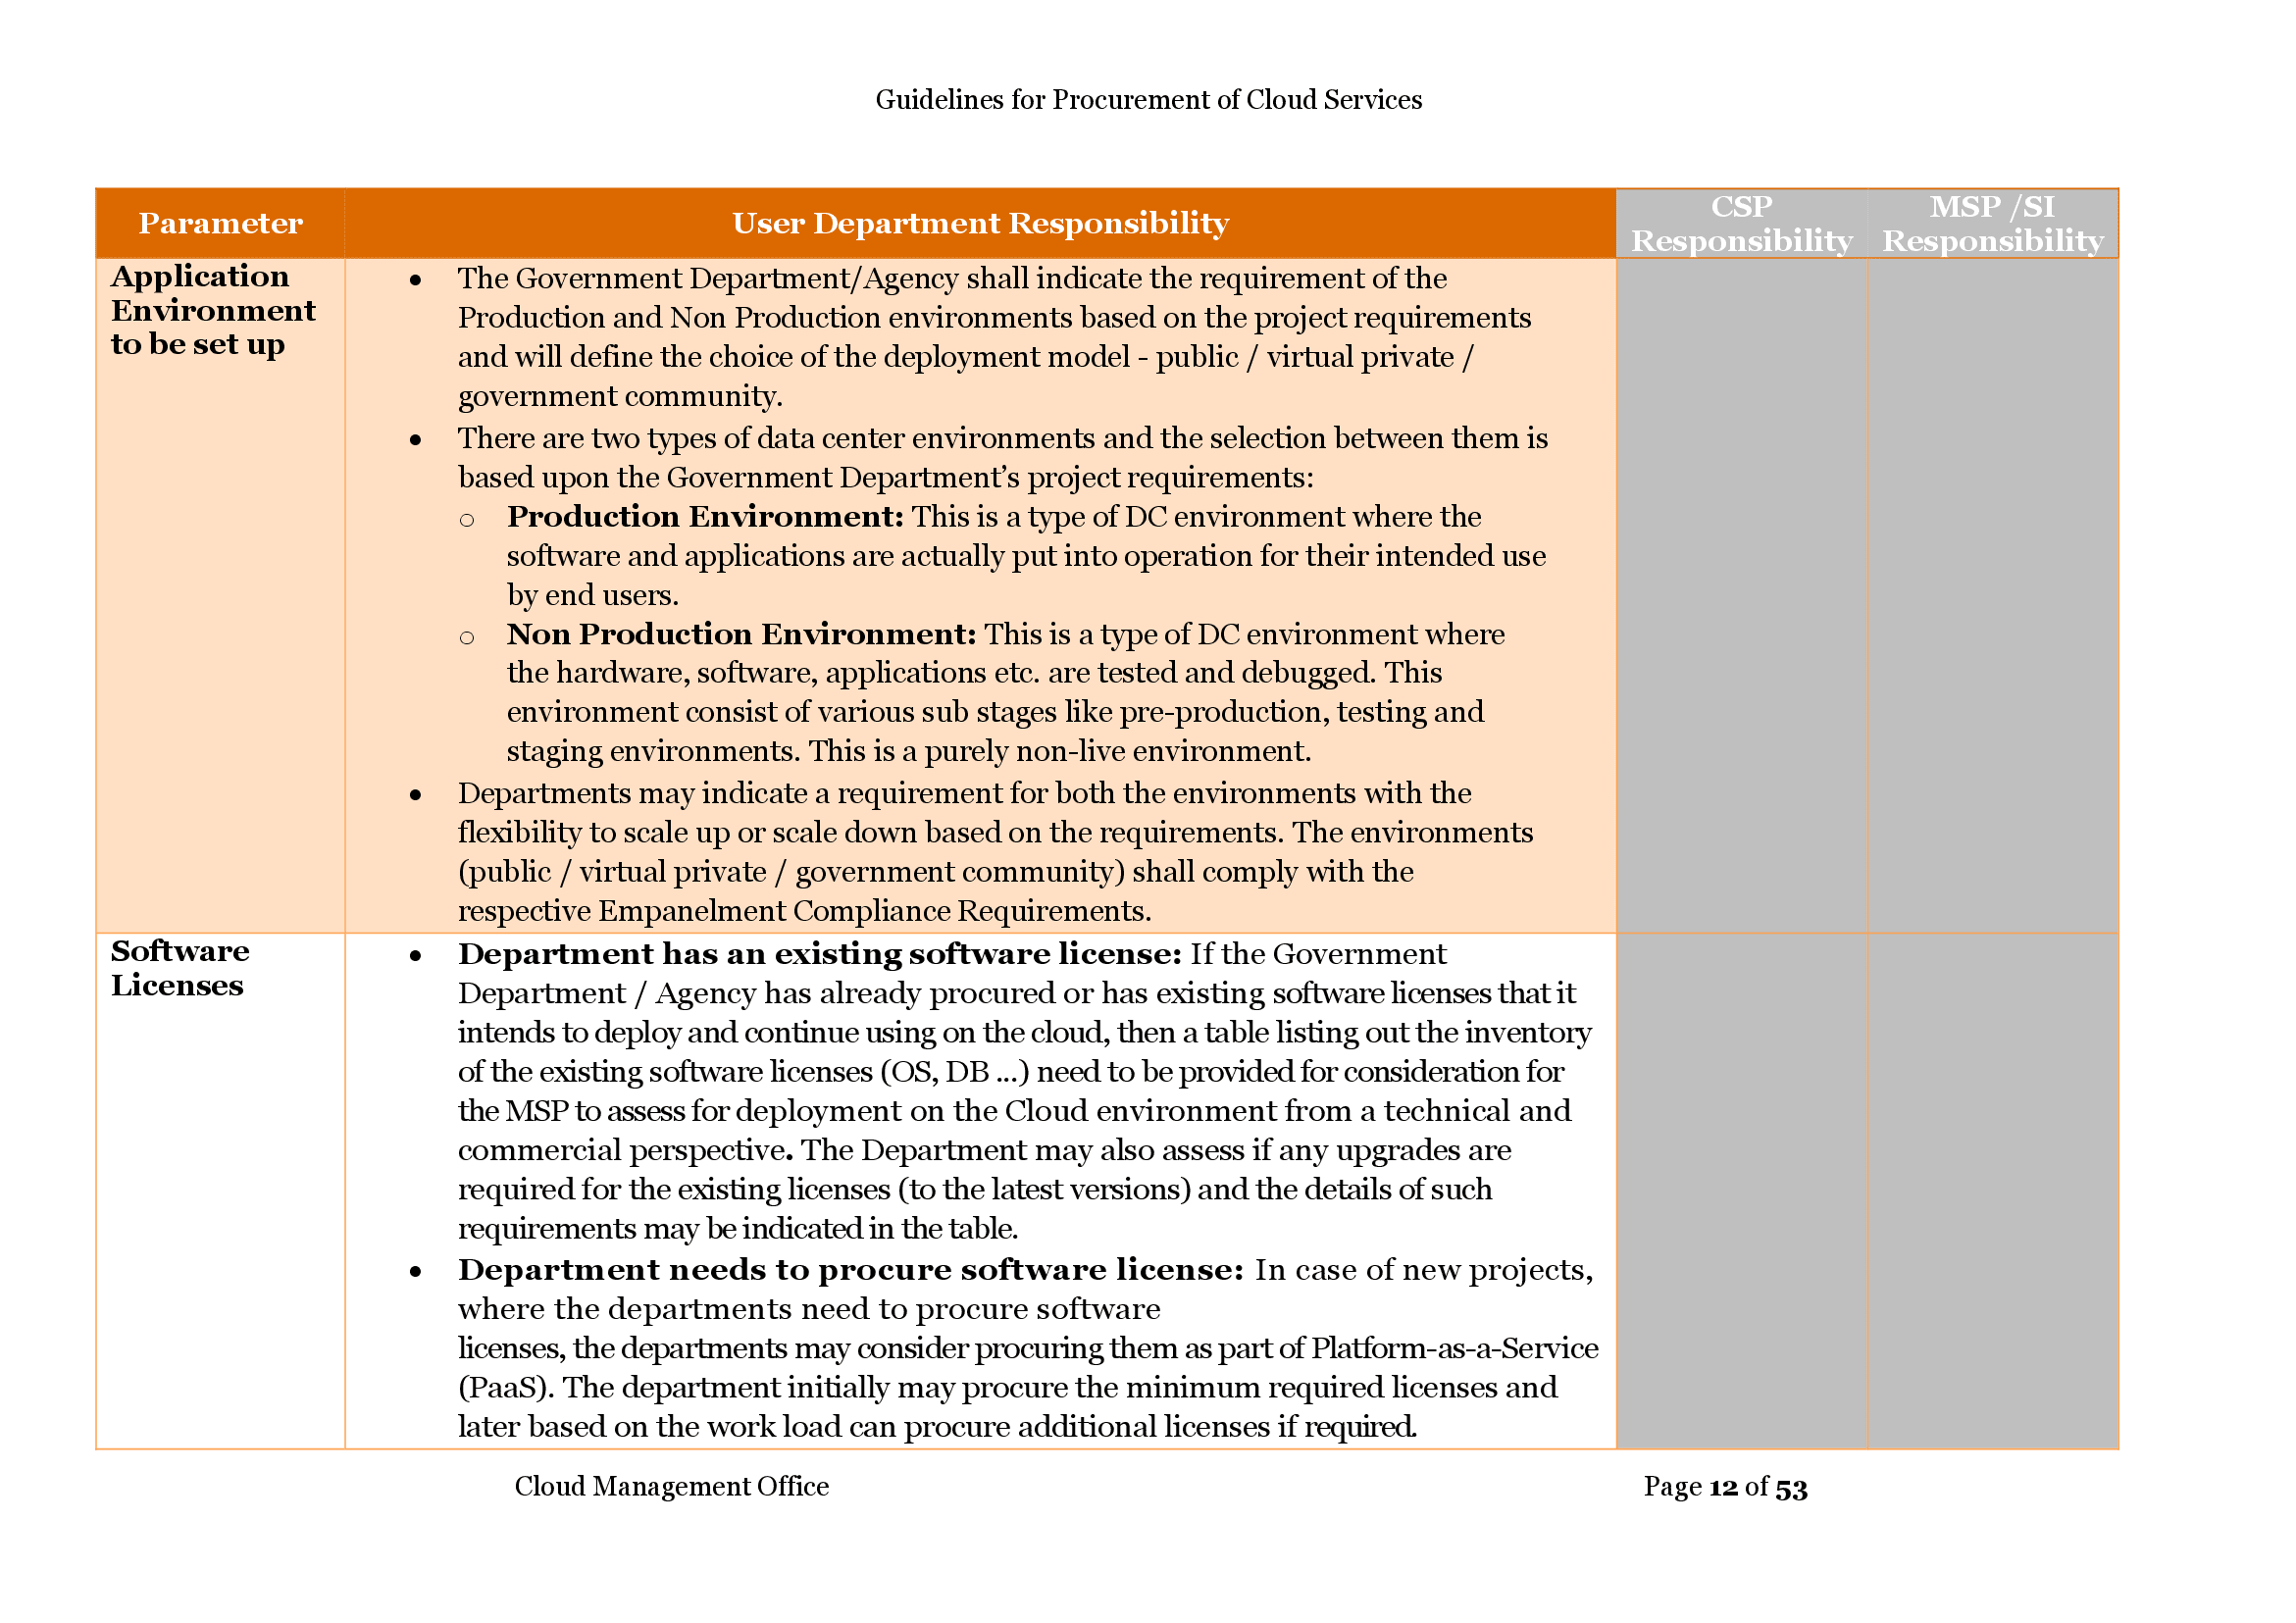 Guidelines for Procurement of Cloud Services
Parameter
User Department Responsibility
CSP
Responsibility
MSP /SI
Responsibility
Application
Environment
to be set up
• The Government Department/Agency shall indicate the requirement of the
Production and Non Production environments based on the project requirements
and will define the choice of the deployment model - public / virtual private /
government community.
• There are two types of data center environments and the selection between them is
based upon the Government Department’s project requirements:
o Production Environment: This is a type of DC environment where the
software and applications are actually put into operation for their intended use
by end users.
o Non Production Environment: This is a type of DC environment where
the hardware, software, applications etc. are tested and debugged. This
environment consist of various sub stages like pre-production, testing and
staging environments. This is a purely non-live environment.
• Departments may indicate a requirement for both the environments with the
flexibility to scale up or scale down based on the requirements. The environments
(public / virtual private / government community) shall comply with the
respective Empanelment Compliance Requirements.
Software
Licenses
• Department has an existing software license: If the Government
Department / Agency has already procured or has existing software licenses that it
intends to deploy and continue using on the cloud, then a table listing out the inventory
of the existing software licenses (OS, DB ...) need to be provided for consideration for
the MSP to assess for deployment on the Cloud environment from a technical and
commercial perspective. The Department may also assess if any upgrades are
required for the existing licenses (to the latest versions) and the details of such
requirements may be indicated in the table.
• Department needs to procure software license: In case of new projects,
where the departments need to procure software
licenses, the departments may consider procuring them as part of Platform-as-a-Service
(PaaS). The department initially may procure the minimum required licenses and
later based on the work load can procure additional licenses if required.
Cloud Management Office
Page 12 of 53